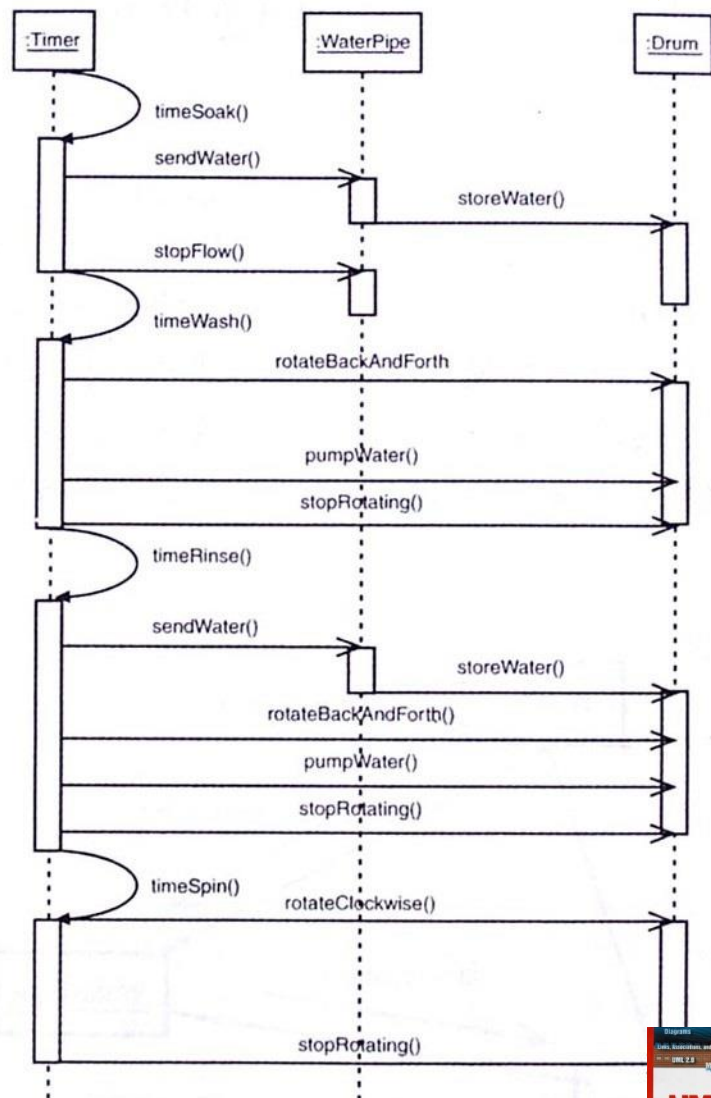 :Timer
:WaterPipe
:Drum
timeSoak()
sendWater()
storeWater()
stopFlow()
timeWash()
rotateBackAndForth
pumpWater()
stopRotating()
timeRinse()
sendWater()
storeWater()
rotateBackAndForth()
pumpWater()
stopRotating()
timeSpin()
rotateClockwise()
stopRotating()
Diagrams
UML 2.0